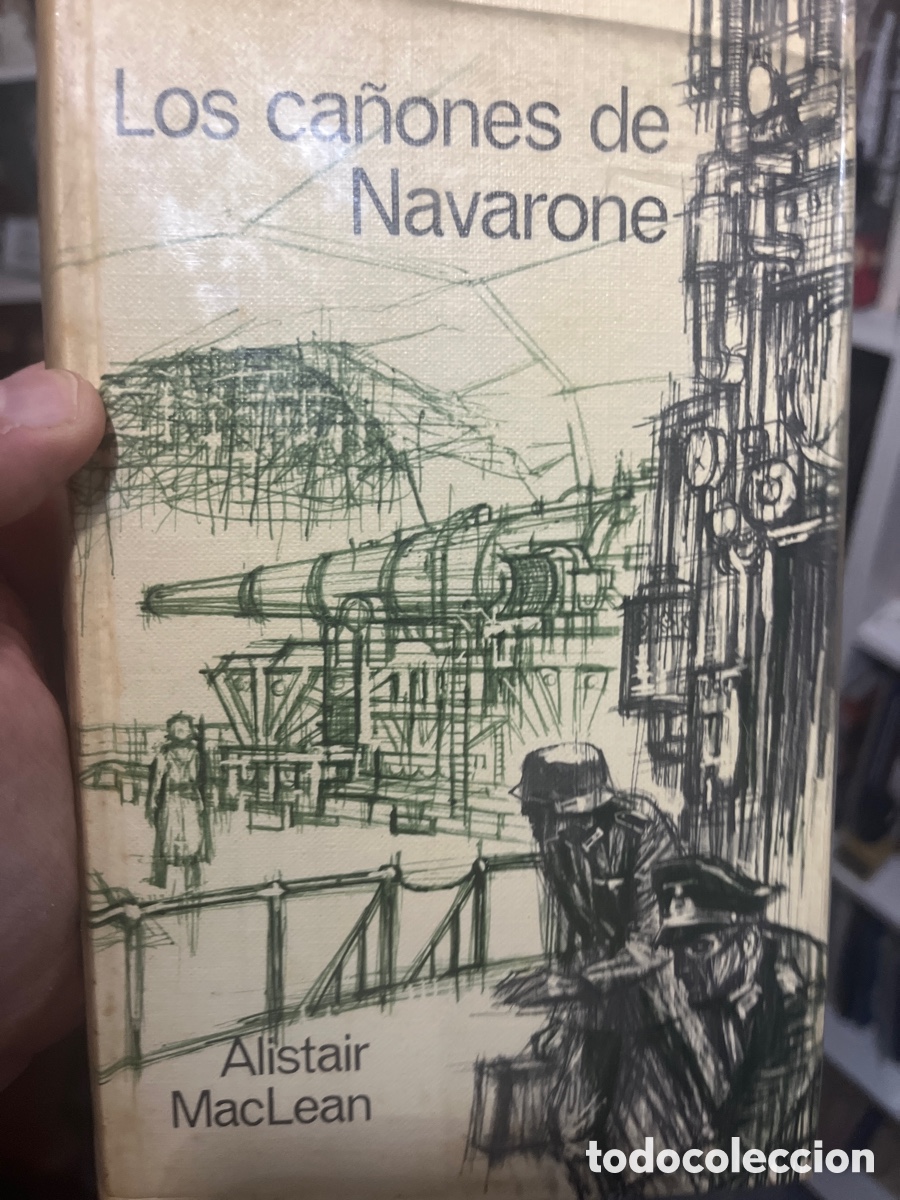 Los cañones de
Navarone
Alistair
MacLean
todocoleccion